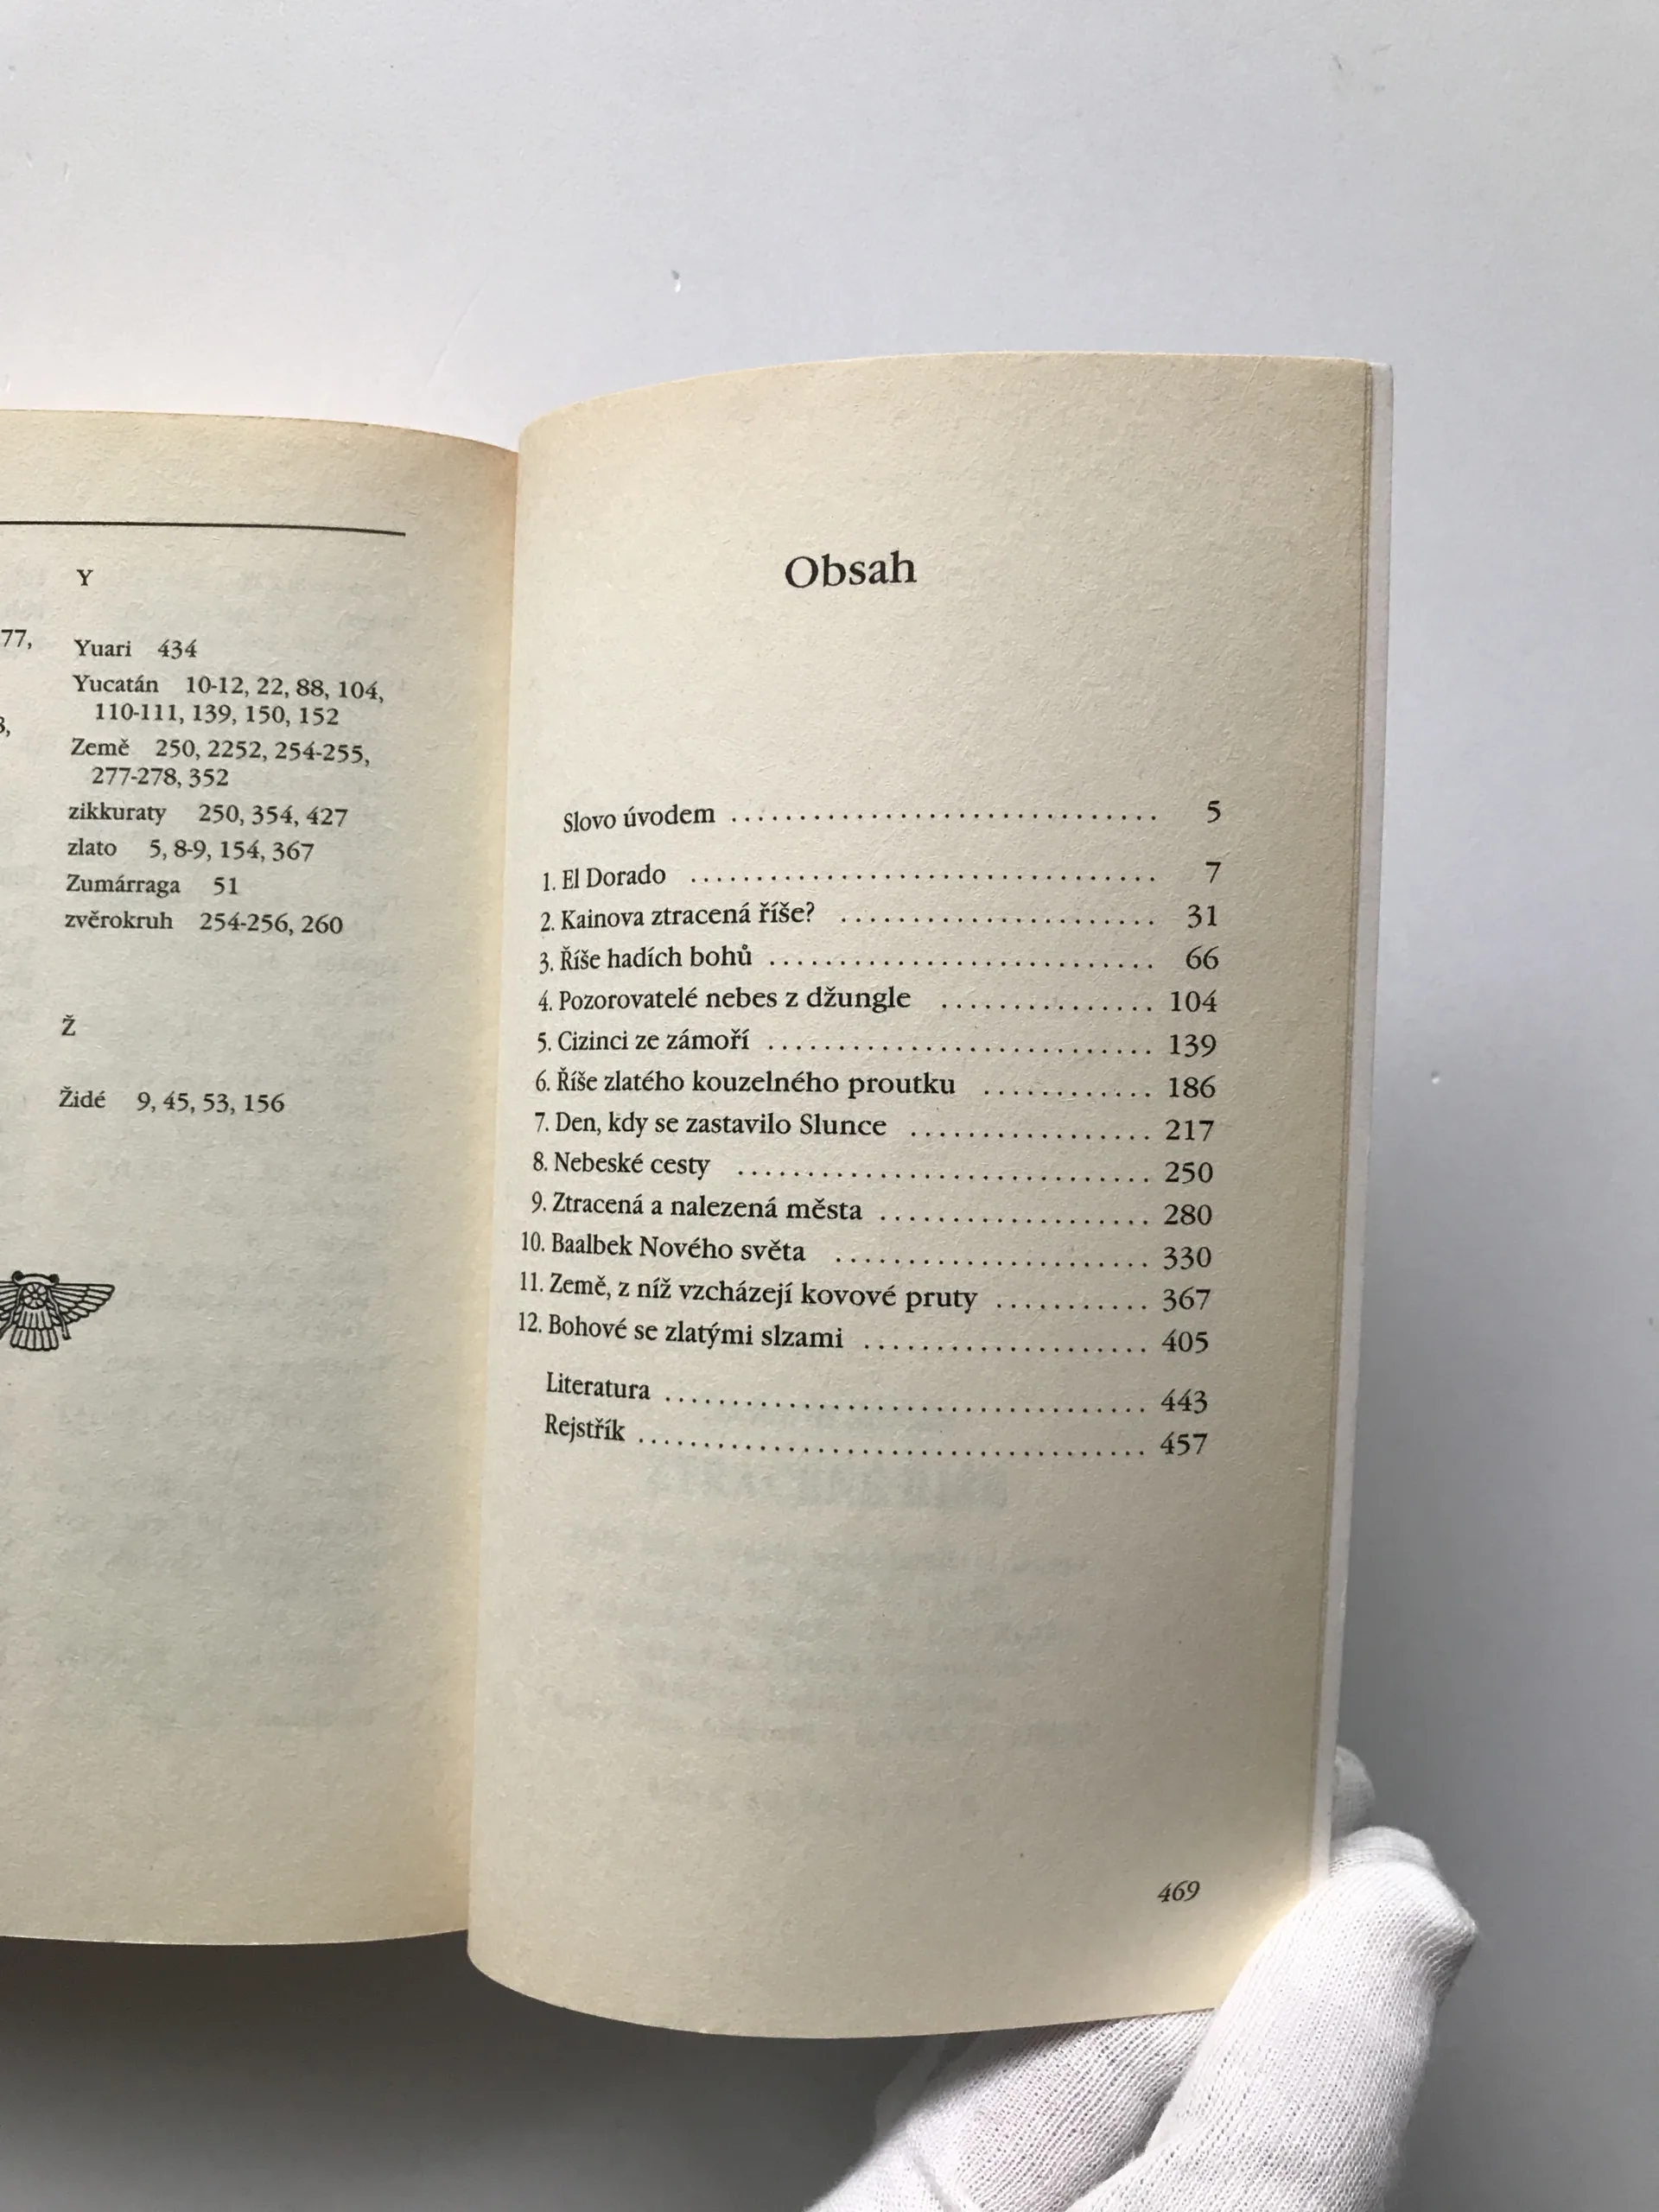 77,
Y
Yuari 434
Yucatán 10-12, 22, 88, 104,
110-111, 139, 150, 152
Země 250, 2252, 254-255,
277-278, 352
zikkuraty 250, 354, 427
zlato 5, 8-9, 154, 367
Zumárraga 51
zvěrokruh 254-256, 260
Ž
Židé 9, 45, 53, 156
Obsah
Slovo úvodem 5
1. El Dorado 7
2. Kainova ztracená říše? 31
3. Říše hadích bohů 66
4. Pozorovatelé nebes z džungle 104
5. Cizinci ze zámoří 139
6. Říše zlatého kouzelného proutku 186
7. Den, kdy se zastavilo Slunce 217
8. Nebeské cesty 250
9. Ztracená a nalezená města 280
10. Baalbek Nového světa 330
11. Země, z níž vzcházejí kovové pruty 367
12. Bohové se zlatými slzami 405
Literatura 443
Rejstřík 457
469